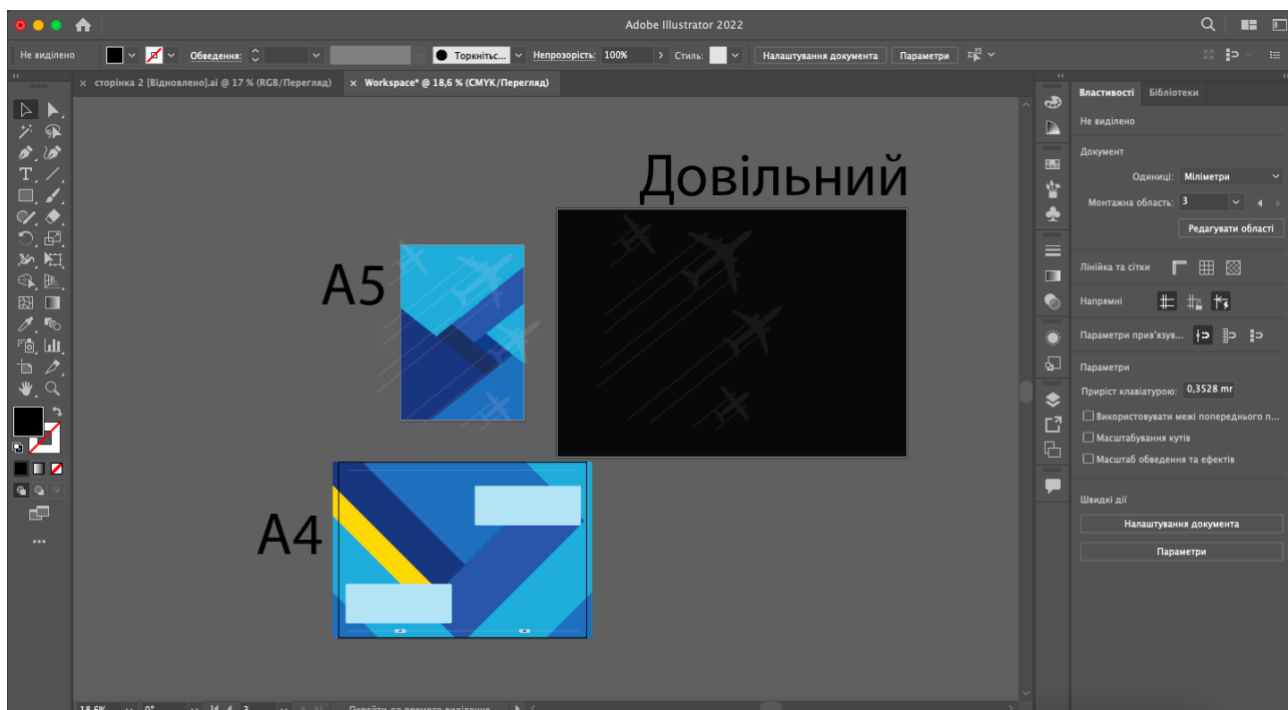 Adobe Illustrator 2022
Не виділено
Обведення:
Торкнітьс...
Непрозорість: 100%
Стиль:
Налаштування документа
Параметри
× сторінка 2 [Відновлено].ai @ 17 % (RGB/Перегляд)
× Workspace* @ 18,6 % (CMYK/Перегляд)
Довільний
A5
A4
Властивості
Бібліотеки
Не виділено
Документ
Одиниці: Міліметри
Монтажна область: 3
Редагувати області
Лінійка та сітки
Напрямні
Параметри прив'язув...
Параметри
Приріст клавіатурою: 0,3528 mm
Використовувати межі попереднього п...
Масштабування кутів
Масштаб обведення та ефектів
Швидкі дії
Налаштування документа
Параметри
18,6%
0°
3